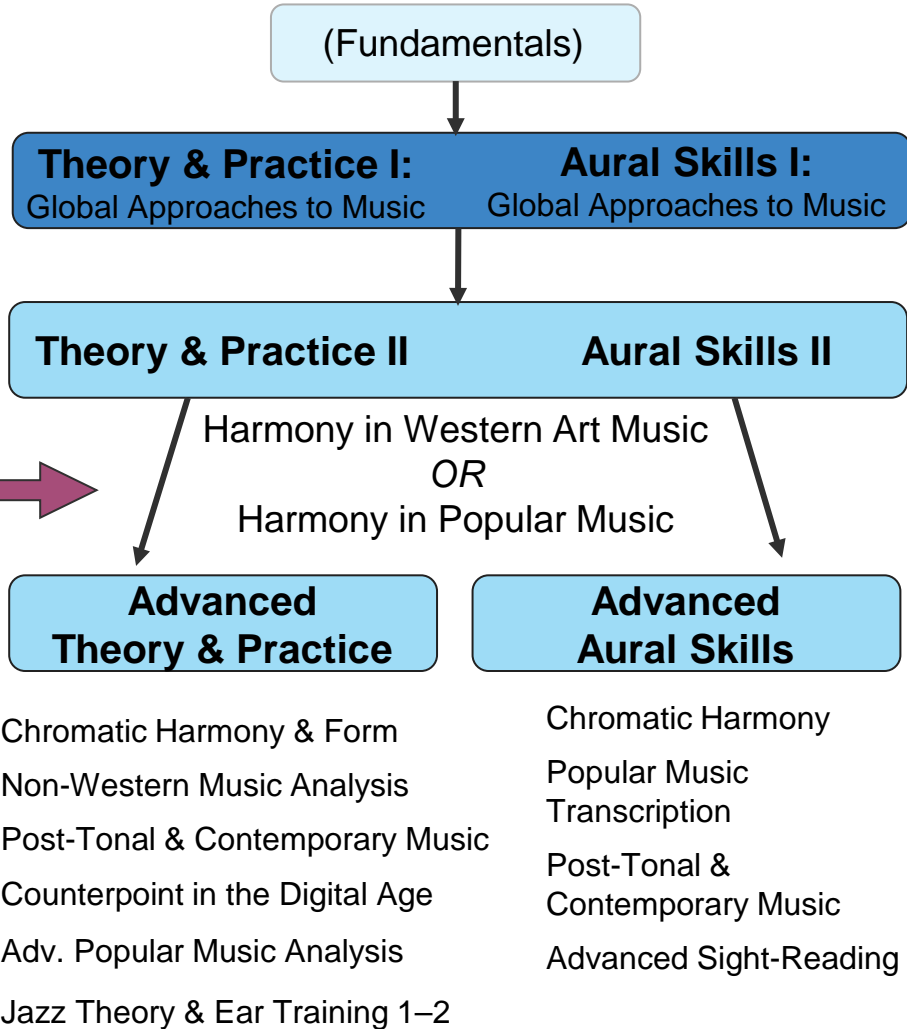 (Fundamentals)
Theory & Practice I:
Global Approaches to Music
Aural Skills I:
Global Approaches to Music
Theory & Practice II
Aural Skills II
Harmony in Western Art Music
OR
Harmony in Popular Music
Advanced
Theory & Practice
Advanced
Aural Skills
Chromatic Harmony & Form
Non-Western Music Analysis
Post-Tonal & Contemporary Music
Counterpoint in the Digital Age
Adv. Popular Music Analysis
Jazz Theory & Ear Training 1–2
Chromatic Harmony
Popular Music
Transcription
Post-Tonal &
Contemporary Music
Advanced Sight-Reading